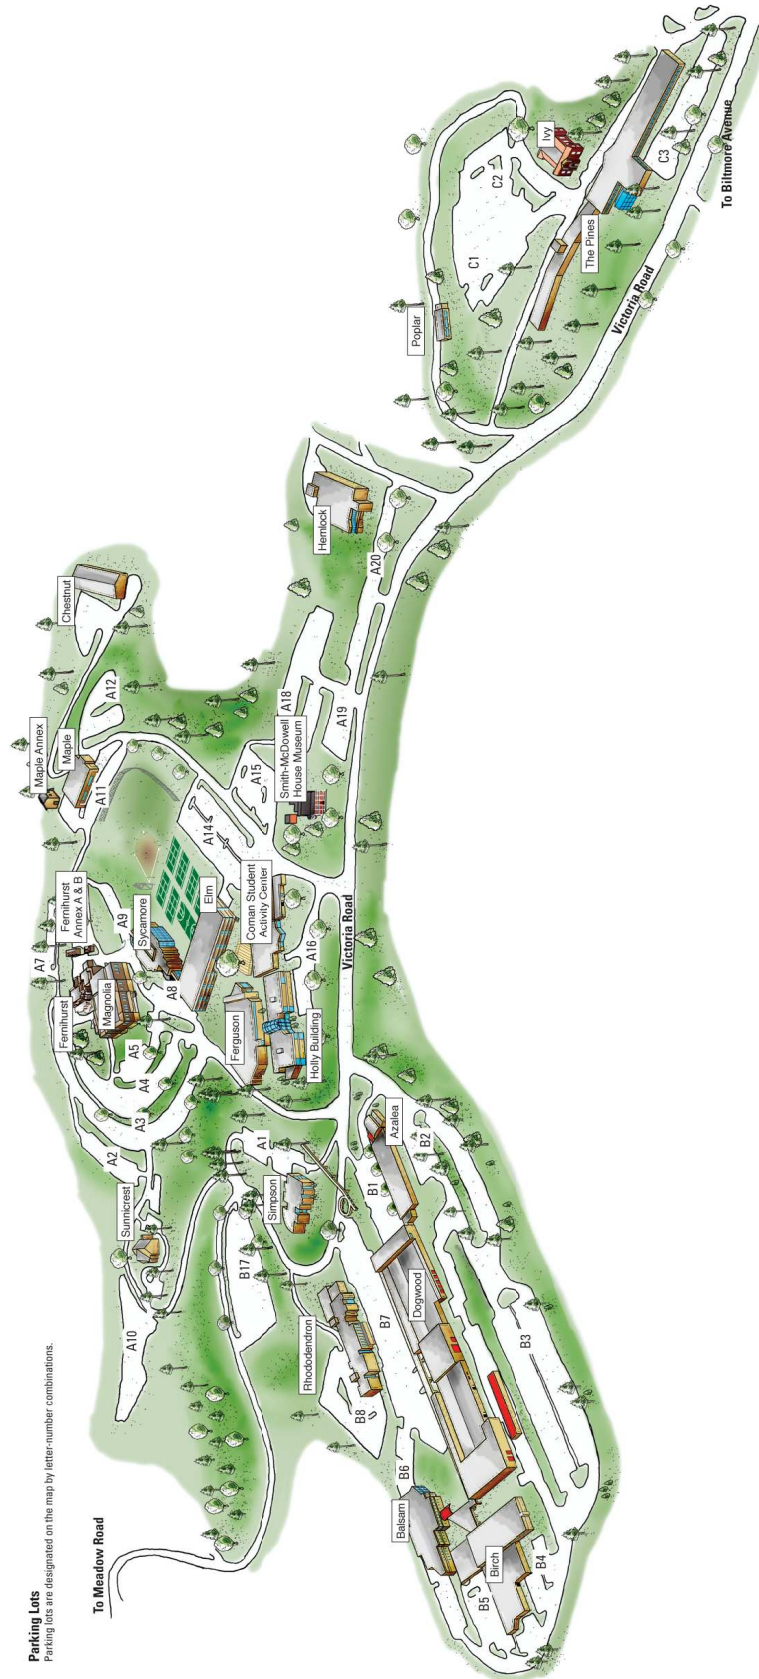 Parking Lots
Parking lots are designated on the map by letter-number combinations.
To Meadow Road
A10
Sunnicrest
A2
A3
A4
A5
Fernihurst
A7
Magnolia
Fernihurst
Annex A & B
A9
A8
Sycamore
Elm
Maple Annex
Maple
A11
A12
Chestnut
B17
Simpson
A1
Ferguson
Holly Building
A16
Coman Student
Activity Center
A14
A15
Smith-McDowell
House Museum
A18
A19
Hemlock
A20
Rhododendron
B8
B7
B1
Azalea
B2
Victoria Road
Dogwood
B3
Balsam
B6
Birch
B5
B4
Poplar
C1
C2
Ivy
The Pines
C3
Victoria Road
To Biltmore Avenue